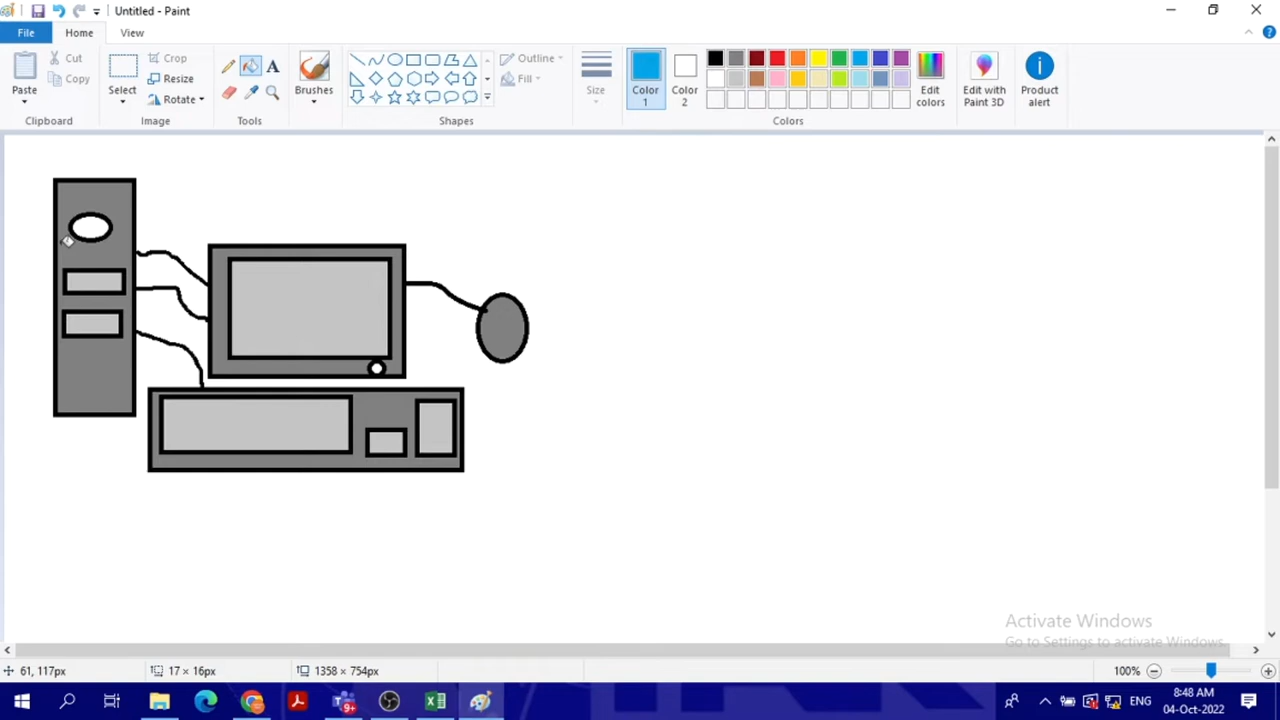 Untitled - Paint
File Home View
Paste Cut Copy
Clipboard
Select Crop Resize Rotate
Image
Tools
Brushes
Outline Fill
Shapes
Size
Color 1
Color 2
Colors
Edit colors
Edit with Paint 3D
Product alert
Activate Windows
Go to Settings to activate Windows.
61, 117px 17 × 16px 1358 × 754px 100%
9+
ENG
8:48 AM
04-Oct-2022